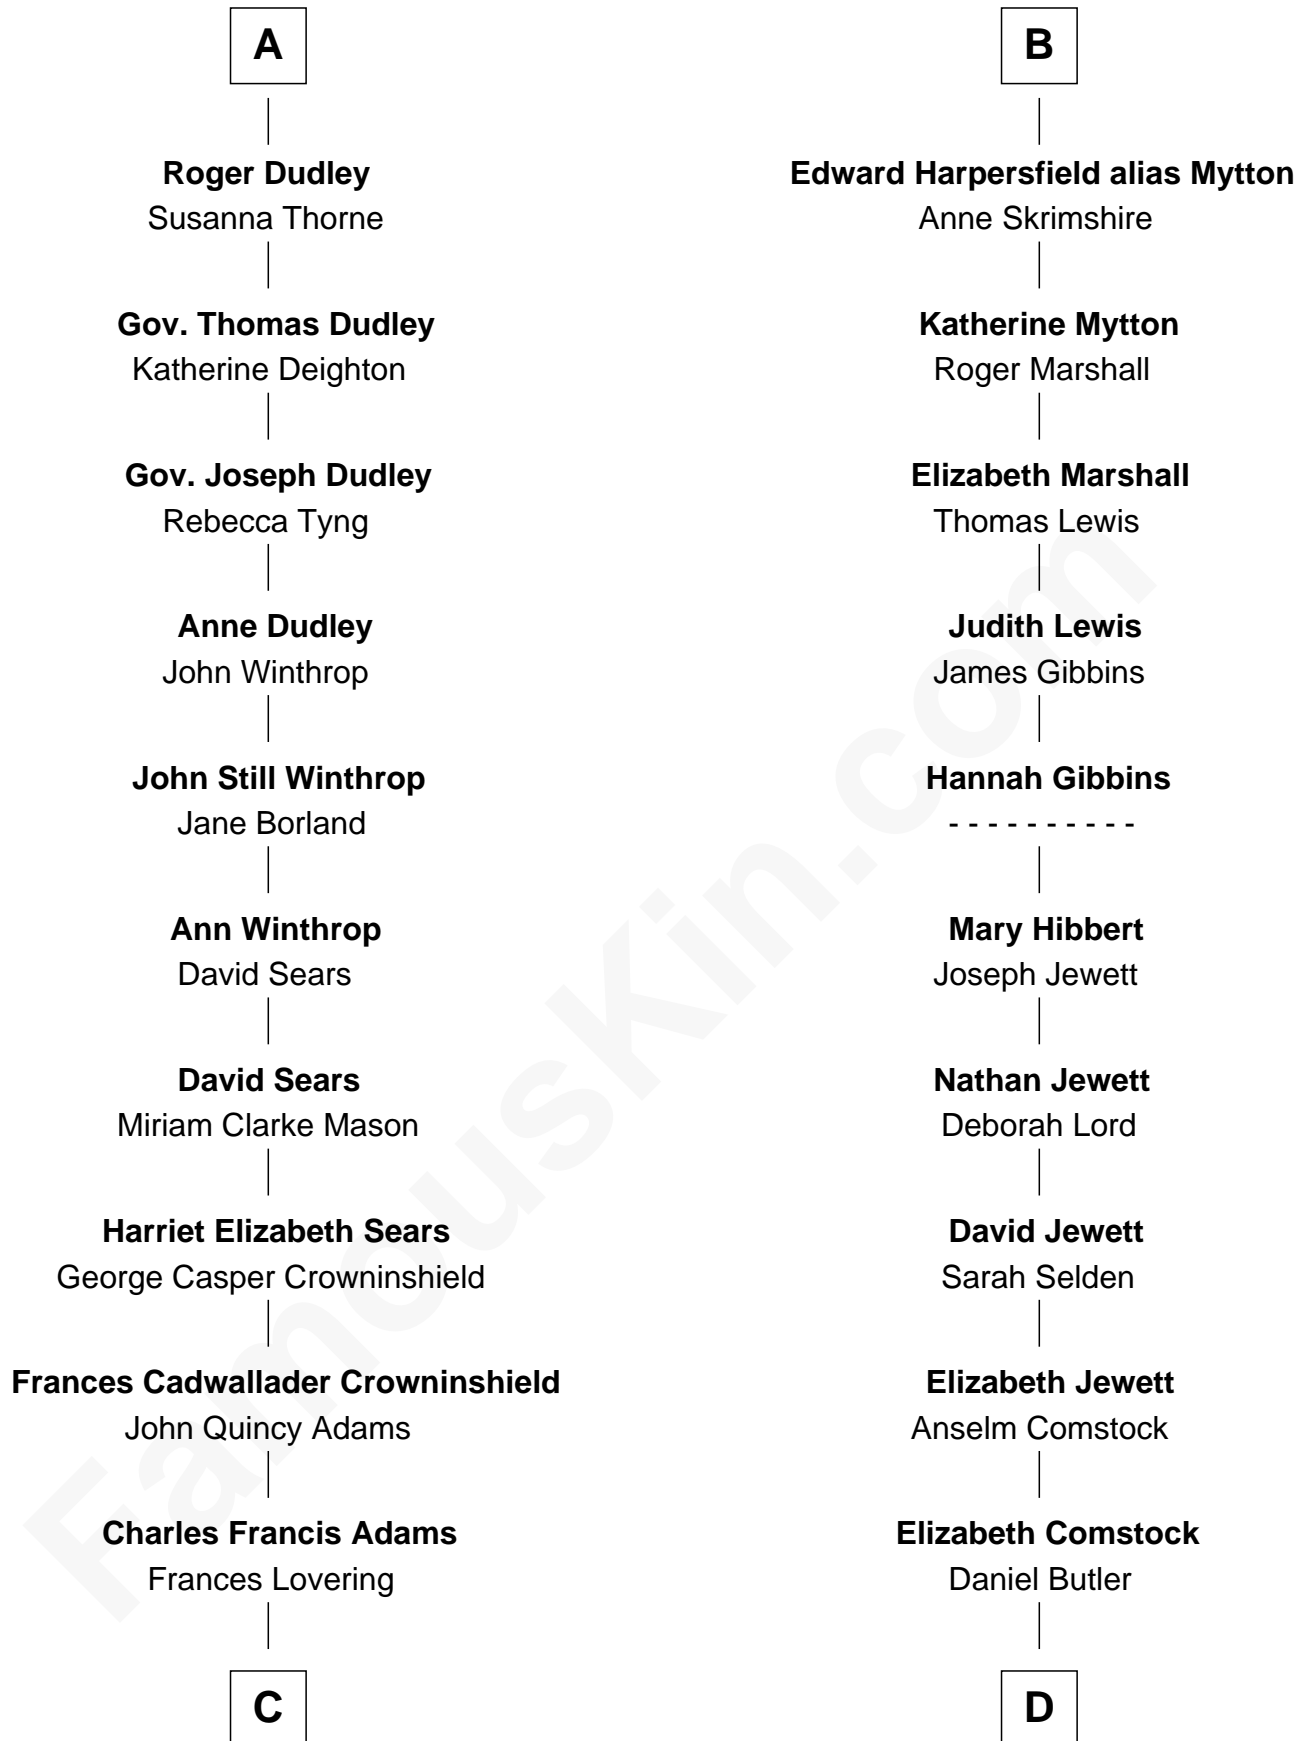 A
Roger Dudley
Susanna Thorne
Gov. Thomas Dudley
Katherine Deighton
Gov. Joseph Dudley
Rebecca Tyng
Anne Dudley
John Winthrop
John Still Winthrop
Jane Borland
Ann Winthrop
David Sears
David Sears
Miriam Clarke Mason
Harriet Elizabeth Sears
George Casper Crowninshield
Frances Cadwallader Crowninshield
John Quincy Adams
Charles Francis Adams
Frances Lovering
C
B
Edward Harpersfield alias Mytton
Anne Skrimshire
Katherine Mytton
Roger Marshall
Elizabeth Marshall
Thomas Lewis
Judith Lewis
James Gibbins
Hannah Gibbins
- - - - - - - - - -
Mary Hibbert
Joseph Jewett
Nathan Jewett
Deborah Lord
David Jewett
Sarah Selden
Elizabeth Jewett
Anselm Comstock
Elizabeth Comstock
Daniel Butler
D
FamousKin.com